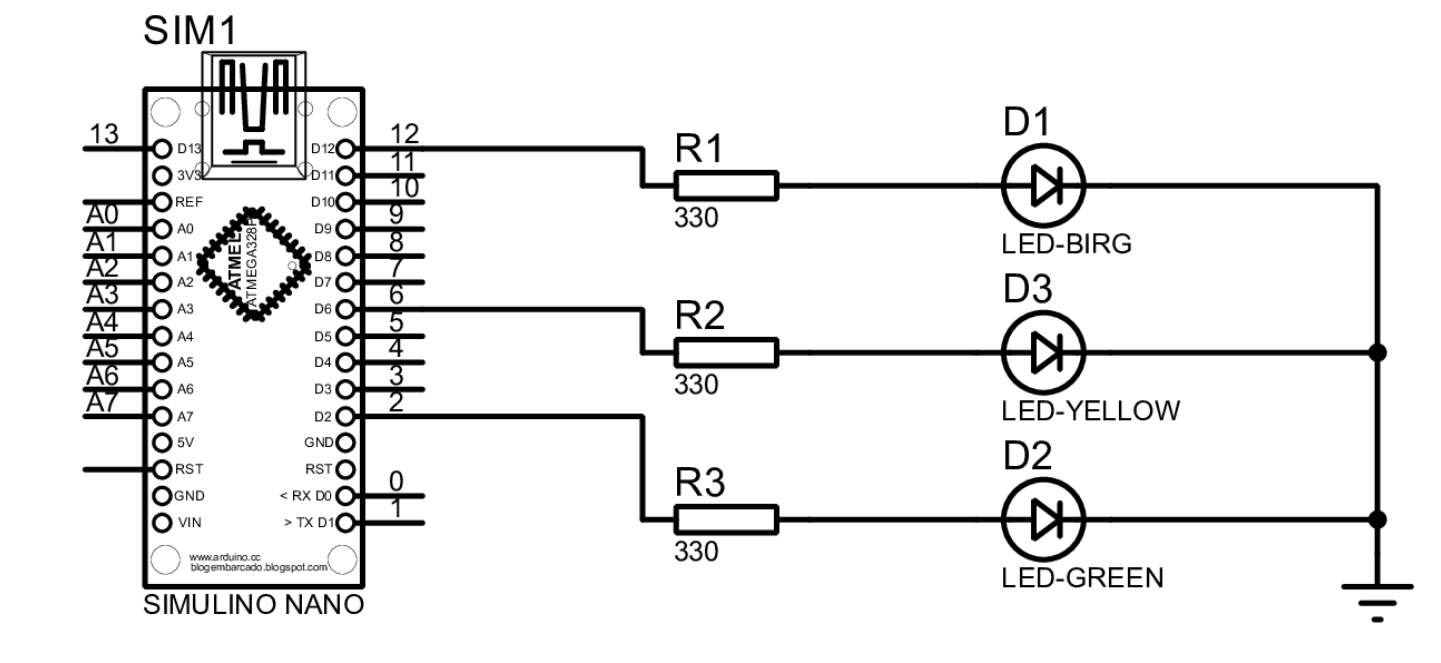 SIM1
13
D13
3V3
REF
A0
A0
A1
A1
A2
A2
A3
A3
A4
A4
A5
A5
A6
A6
A7
A7
5V
RST
GND
VIN
ATMEL
ATMEGA328P
D12
12
D11
11
D10
10
D9
9
D8
8
D7
7
D6
6
D5
5
D4
4
D3
3
D2
2
GND
RST
< RX D0
0
> TX D1
1
www.arduino.cc
blogembarcado.blogspot.com
SIMULINO NANO
R1
330
D1
LED-BIRG
R2
330
D3
LED-YELLOW
R3
330
D2
LED-GREEN